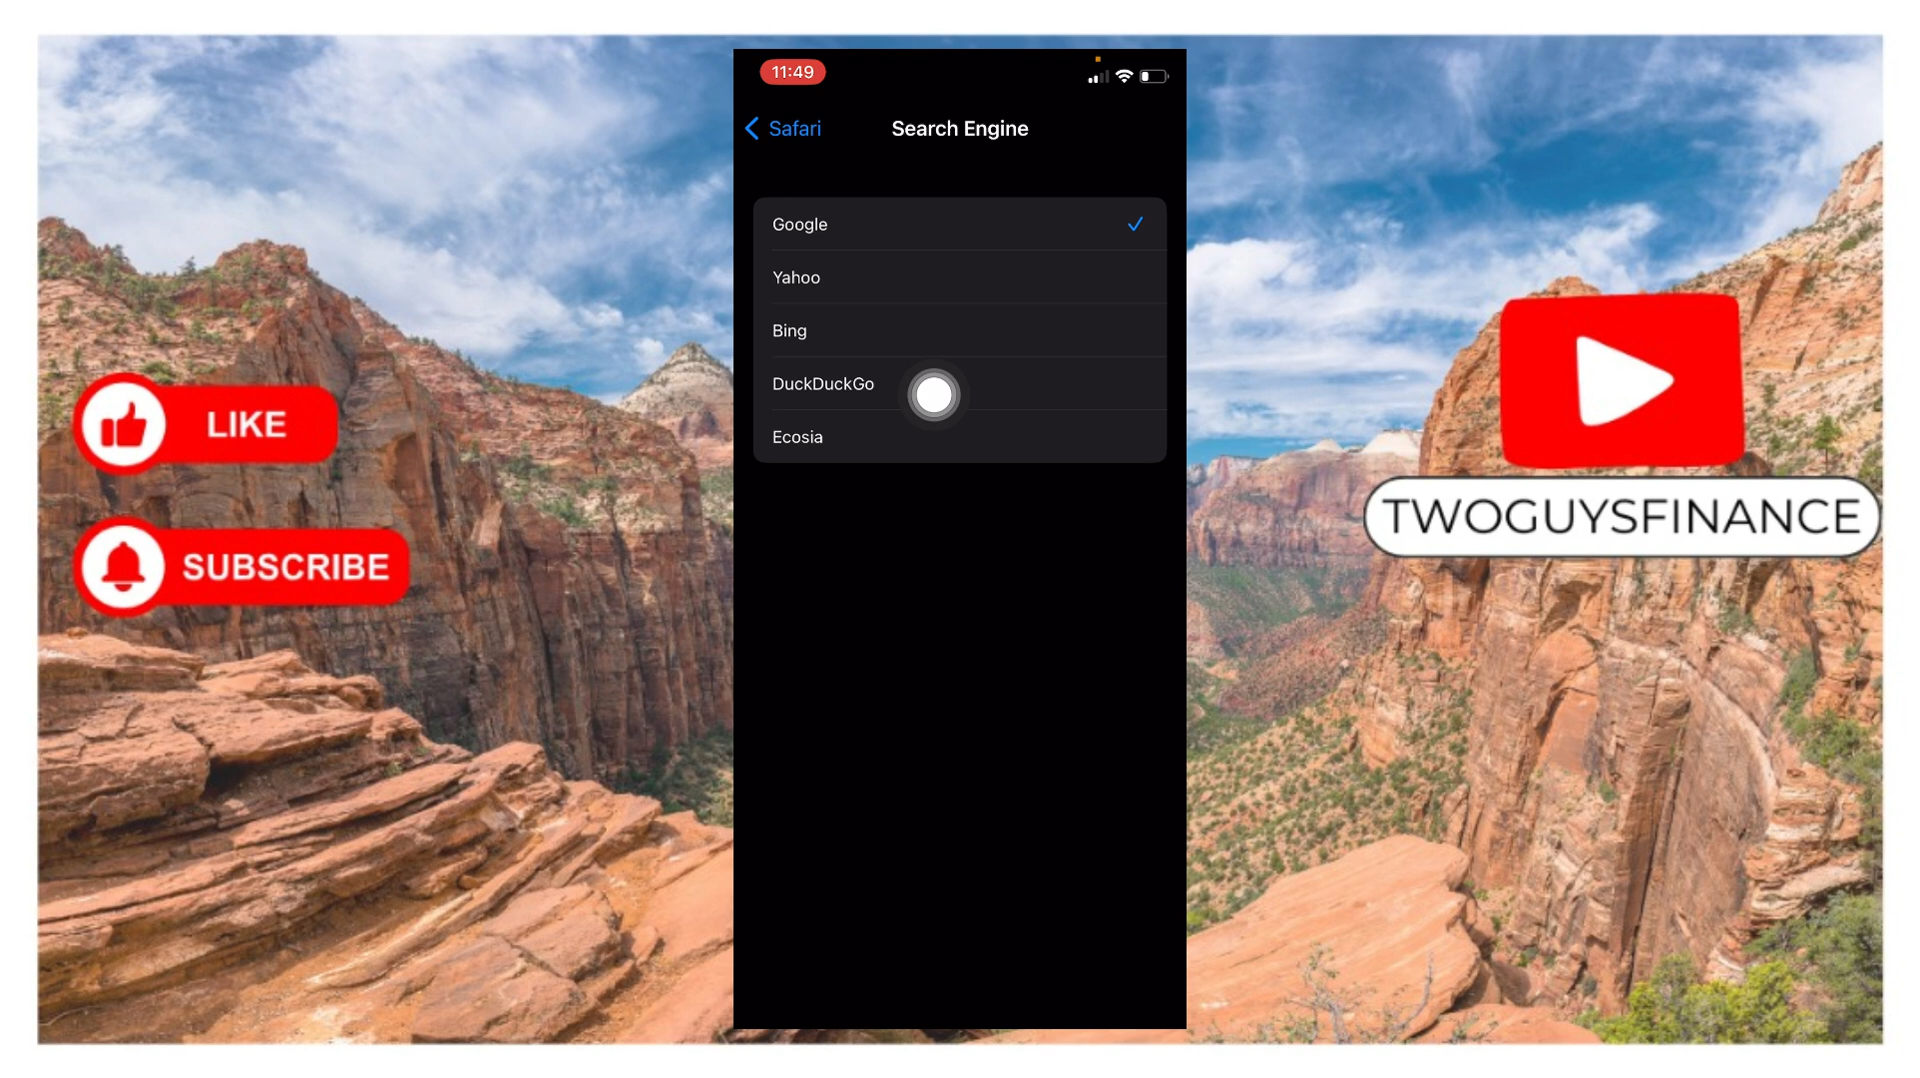 11:49
Safari
Search Engine
Google
Yahoo
Bing
DuckDuckGo
Ecosia
LIKE
SUBSCRIBE
TWOGUYSFINANCE